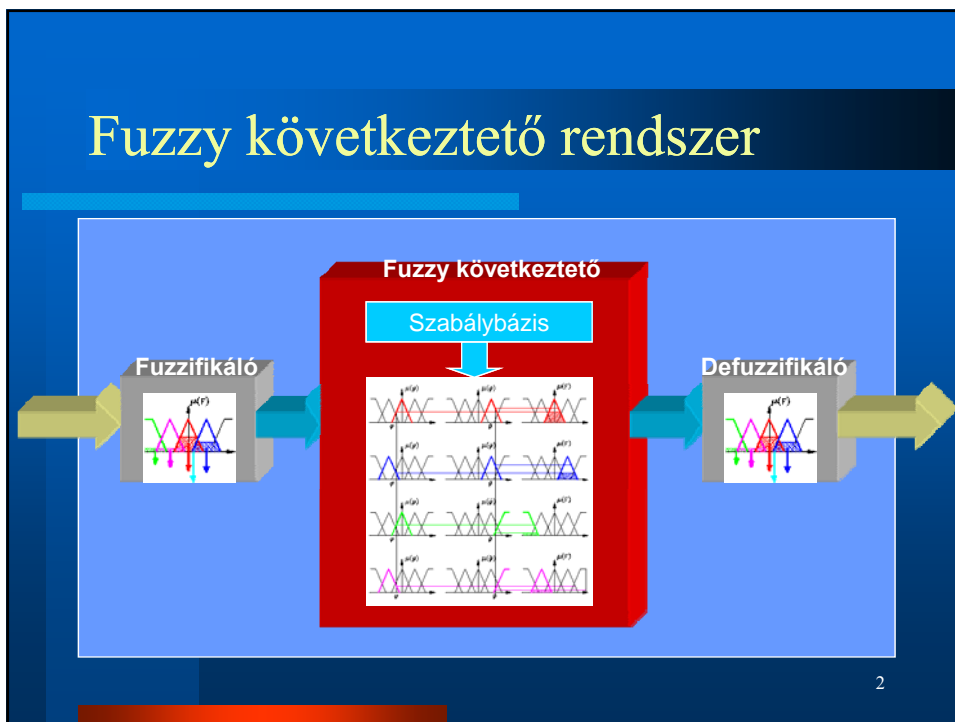 Fuzzy következtető rendszer
Fuzzy következtető
Szabálybázis
Fuzzifikáló
Defuzzifikáló
μ(F)
μ(F)
2